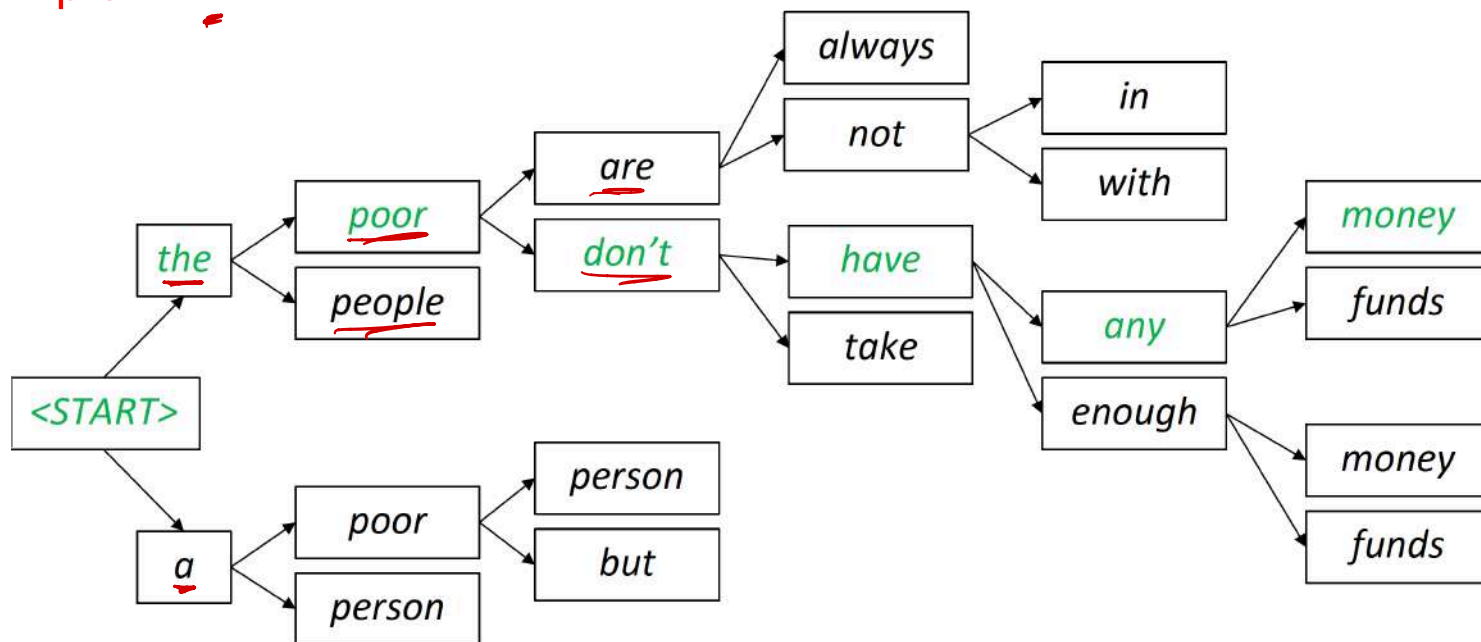 always
in
not
are
with
poor
money
the
don't
have
people
funds
any
take
<START>
enough
money
person
poor
funds
a
but
person